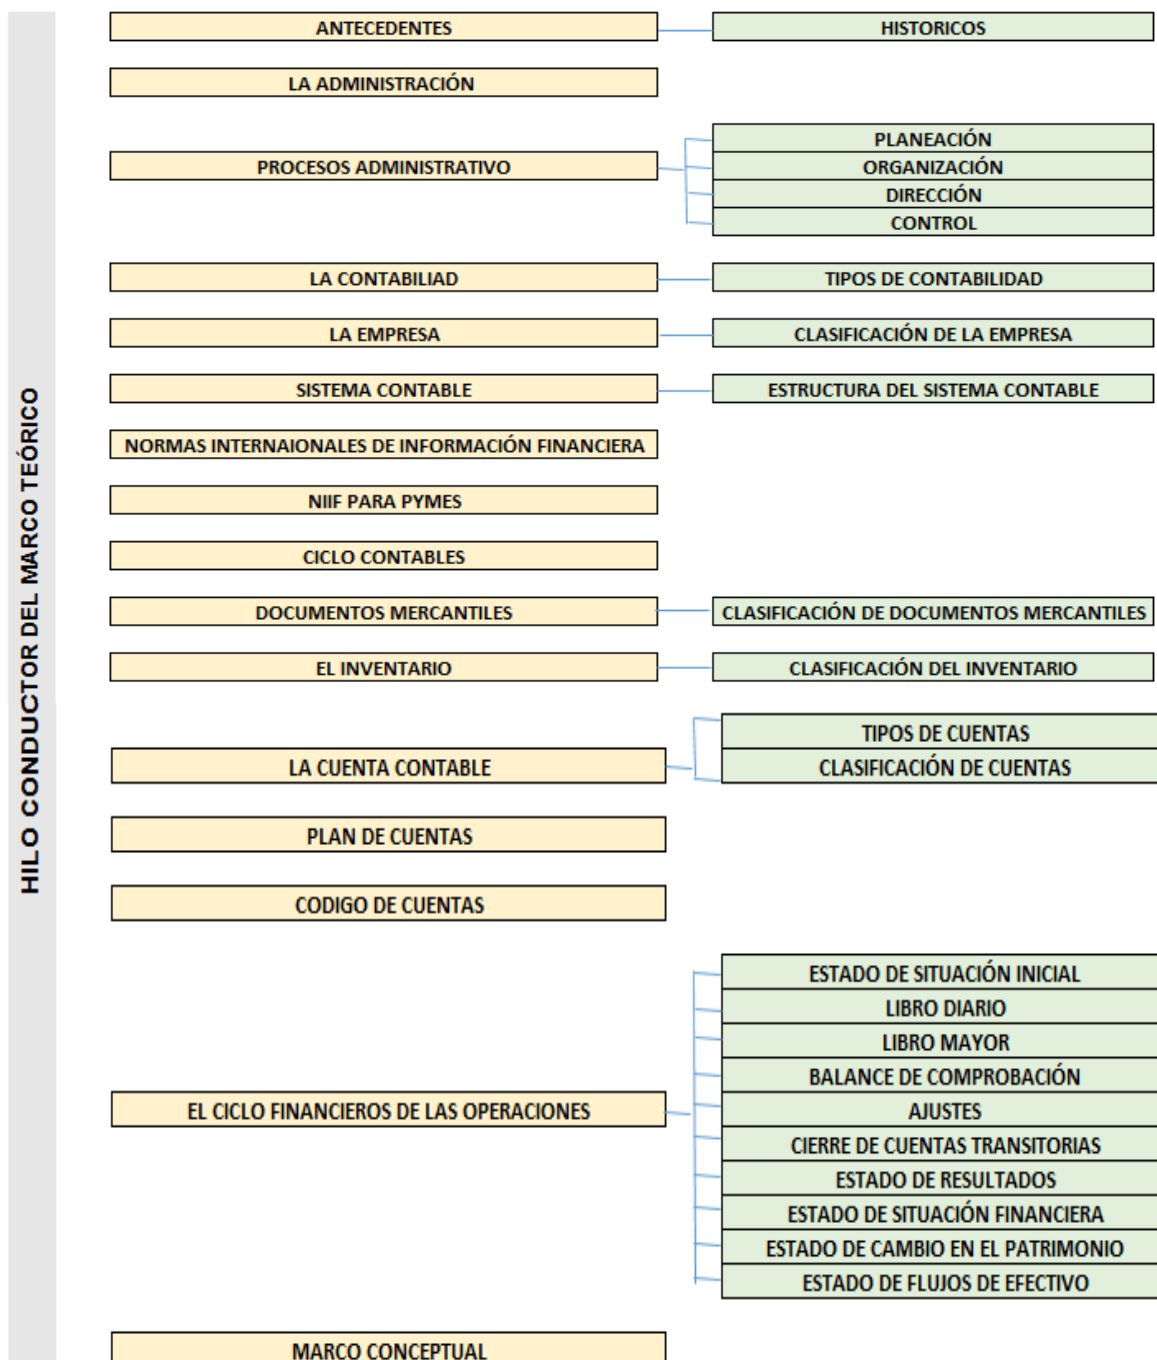 HILO CONDUCTOR DEL MARCO TEÓRICO
ANTECEDENTES
HISTORICOS
LA ADMINISTRACIÓN
PROCESOS ADMINISTRATIVO
PLANEACIÓN
ORGANIZACIÓN
DIRECCIÓN
CONTROL
LA CONTABILIAD
TIPOS DE CONTABILIDAD
LA EMPRESA
CLASIFICACIÓN DE LA EMPRESA
SISTEMA CONTABLE
ESTRUCTURA DEL SISTEMA CONTABLE
NORMAS INTERNAIONALES DE INFORMACIÓN FINANCIERA
NIIF PARA PYMES
CICLO CONTABLES
DOCUMENTOS MERCANTILES
CLASIFICACIÓN DE DOCUMENTOS MERCANTILES
EL INVENTARIO
CLASIFICACIÓN DEL INVENTARIO
LA CUENTA CONTABLE
TIPOS DE CUENTAS
CLASIFICACIÓN DE CUENTAS
PLAN DE CUENTAS
CODIGO DE CUENTAS
EL CICLO FINANCIEROS DE LAS OPERACIONES
ESTADO DE SITUACIÓN INICIAL
LIBRO DIARIO
LIBRO MAYOR
BALANCE DE COMPROBACIÓN
AJUSTES
CIERRE DE CUENTAS TRANSITORIAS
ESTADO DE RESULTADOS
ESTADO DE SITUACIÓN FINANCIERA
ESTADO DE CAMBIO EN EL PATRIMONIO
ESTADO DE FLUJOS DE EFECTIVO
MARCO CONCEPTUAL